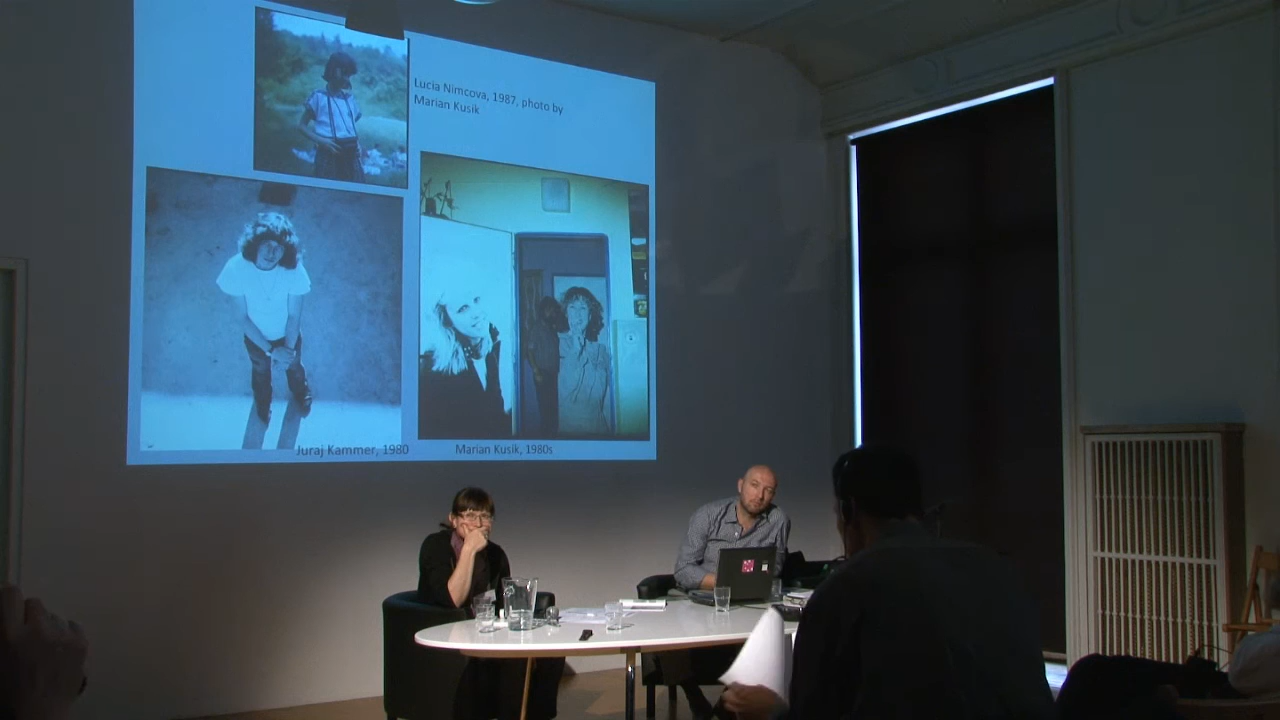 Lucia Nimcova, 1987, photo by
Marian Kusik
Juraj Kammer, 1980
Marian Kusik, 1980s